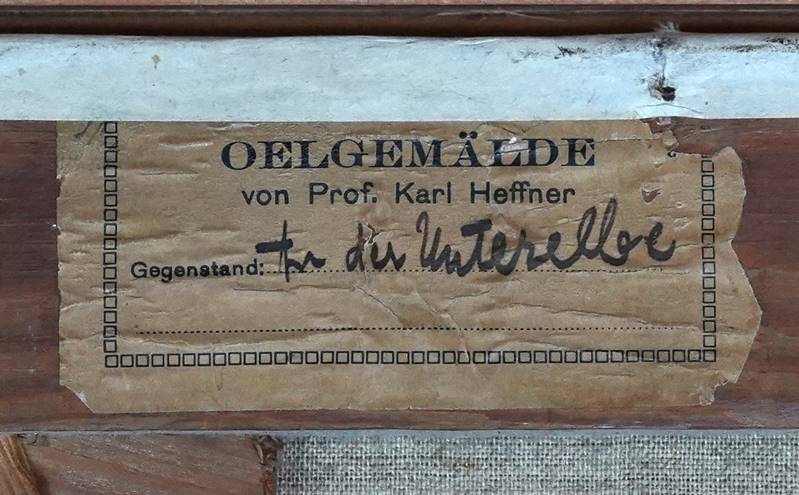 OELGEMÄLDE
von Prof. Karl Heffner
Gegenstand: An der Unterelbe